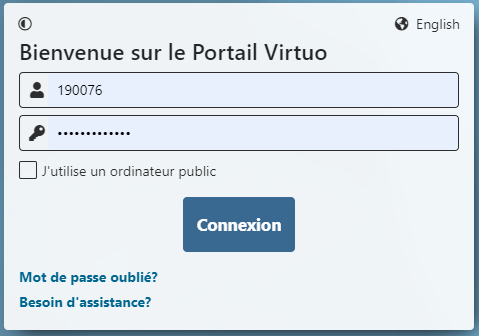 English
Bienvenue sur le Portail Virtuo
190076
•••••••••••••
J'utilise un ordinateur public
Connexion
Mot de passe oublié?
Besoin d'assistance?